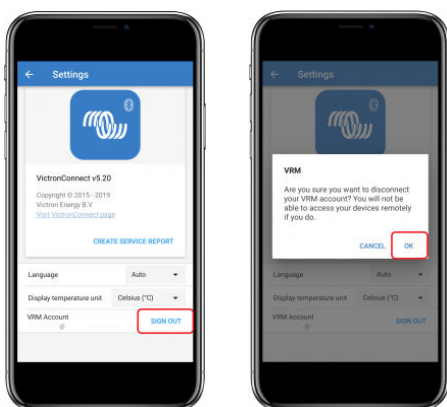 Settings
VictronConnect v5.20
Copyright © 2015 - 2019
Victron Energy B.V
Visit VictronConnect page
CREATE SERVICE REPORT
Language Auto
Display temperature unit Celsius (°C)
VRM Account SIGN OUT
Settings
VRM
Are you sure you want to disconnect
your VRM account? You will not be
able to access your devices remotely
if you do.
CANCEL OK
Language Auto
Display temperature unit Celsius (°C)
VRM Account SIGN OUT